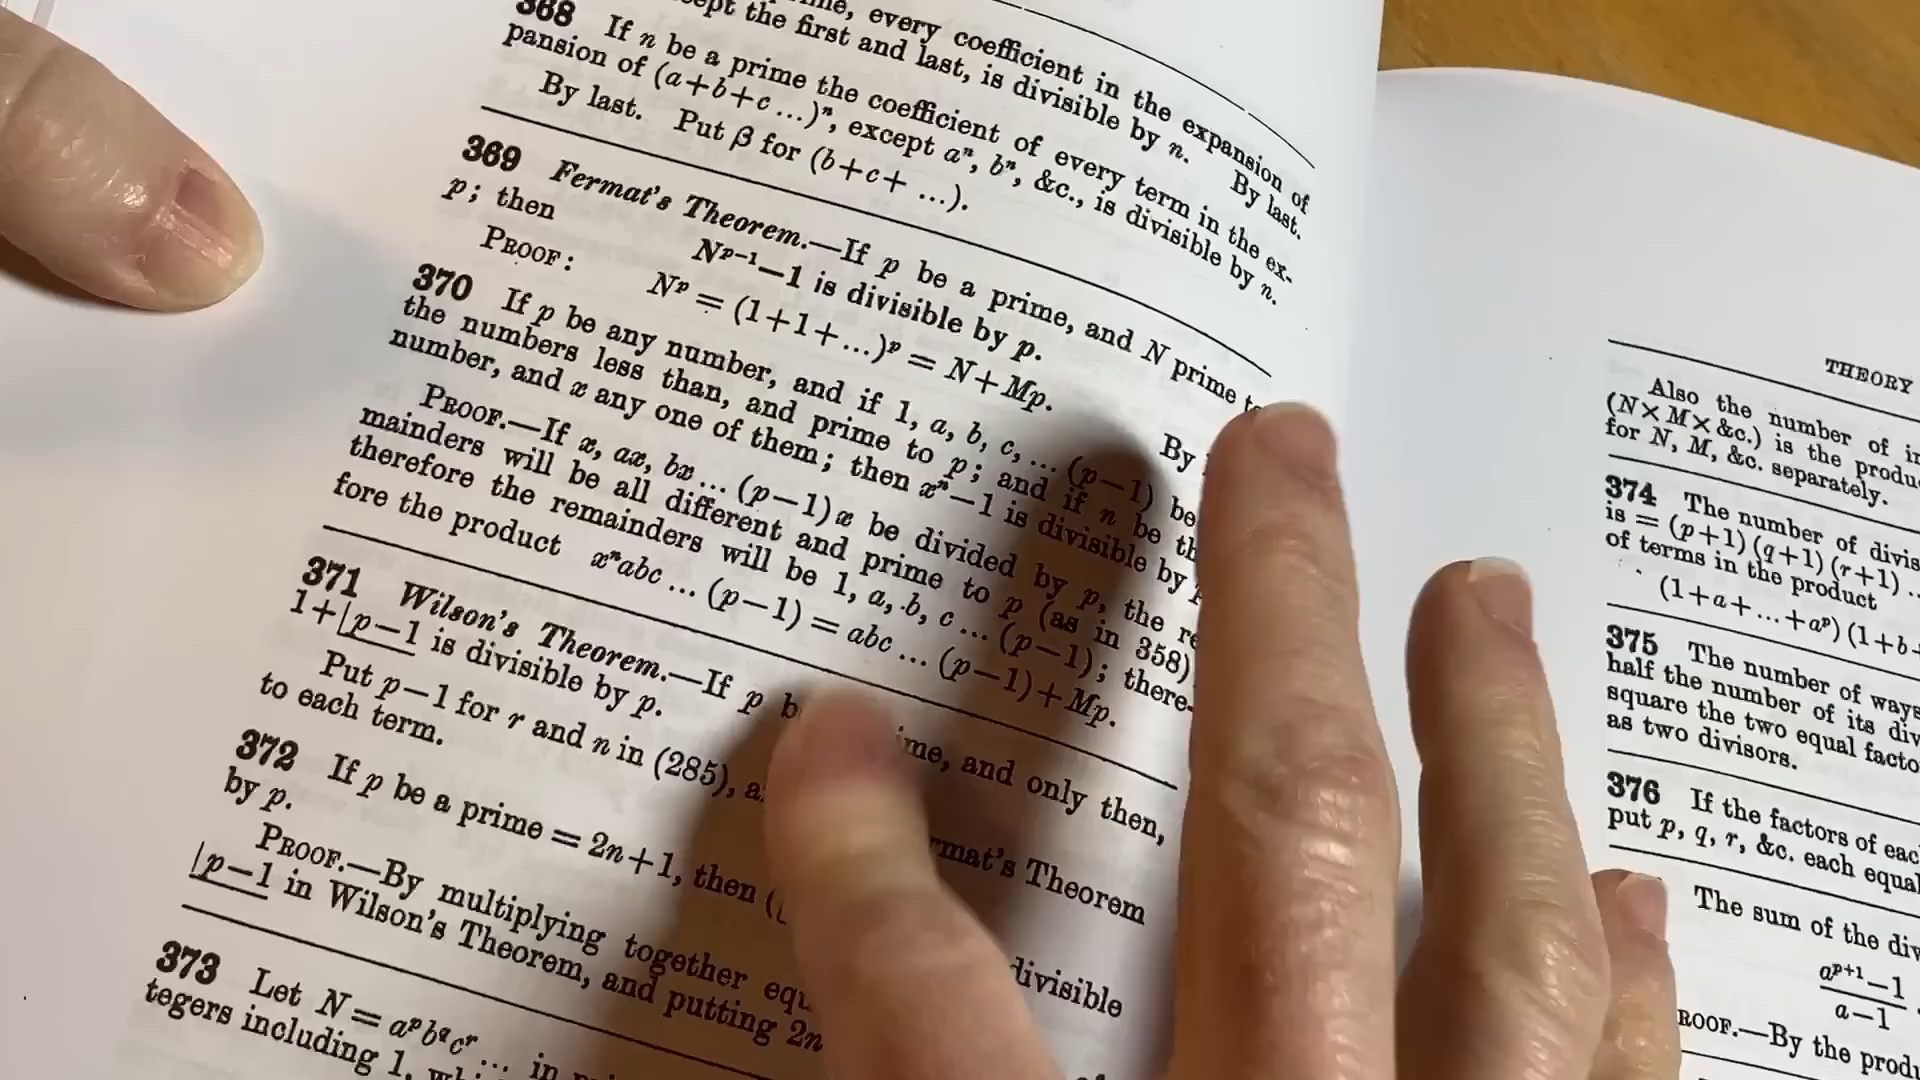 ime, every coefficient in the expansion of
cept the first and last, is divisible by n. By last.
368 If n be a prime the coefficient of every term in the ex-
pansion of (a+b+c ...)ⁿ, except aⁿ, bⁿ, &c., is divisible by n.
By last. Put β for (b+c+ ...).
369 Fermat's Theorem.—If p be a prime, and N prime to
p; then Nᵖ⁻¹—1 is divisible by p.
PROOF: Nᵖ = (1+1+...)ᵖ = N+Mp. By
370 If p be any number, and if 1, a, b, c, ... (p—1) be
the numbers less than, and prime to p; and if n be th
number, and x any one of them; then xⁿ—1 is divisible by
PROOF.—If x, ax, bx ... (p—1) x be divided by p, the re
mainders will be all different and prime to p (as in 358)
therefore the remainders will be 1, a, b, c ... (p—1); there-
fore the product xⁿabc ... (p—1) = abc ... (p—1)+Mp.
371 Wilson's Theorem.—If p b ime, and only then,
1+|p—1 is divisible by p.
Put p—1 for r and n in (285), a rmat's Theorem
to each term.
372 If p be a prime = 2n+1, then ( divisible
by p.
PROOF.—By multiplying together equ
|p—1 in Wilson's Theorem, and putting 2n
373 Let N = aᵖb^qcʳ ... in
tegers including 1,
THEORY
Also the number of in
(N×M×&c.) is the produ
for N, M, &c. separately.
374 The number of divis
is = (p+1)(q+1)(r+1) ..
of terms in the product
(1+a+...+aᵖ)(1+b+
375 The number of ways
half the number of its div
square the two equal facto
as two divisors.
376 If the factors of eac
put p, q, r, &c. each equal
The sum of the div
aᵖ⁺¹—1
a—1
ROOF.—By the produ